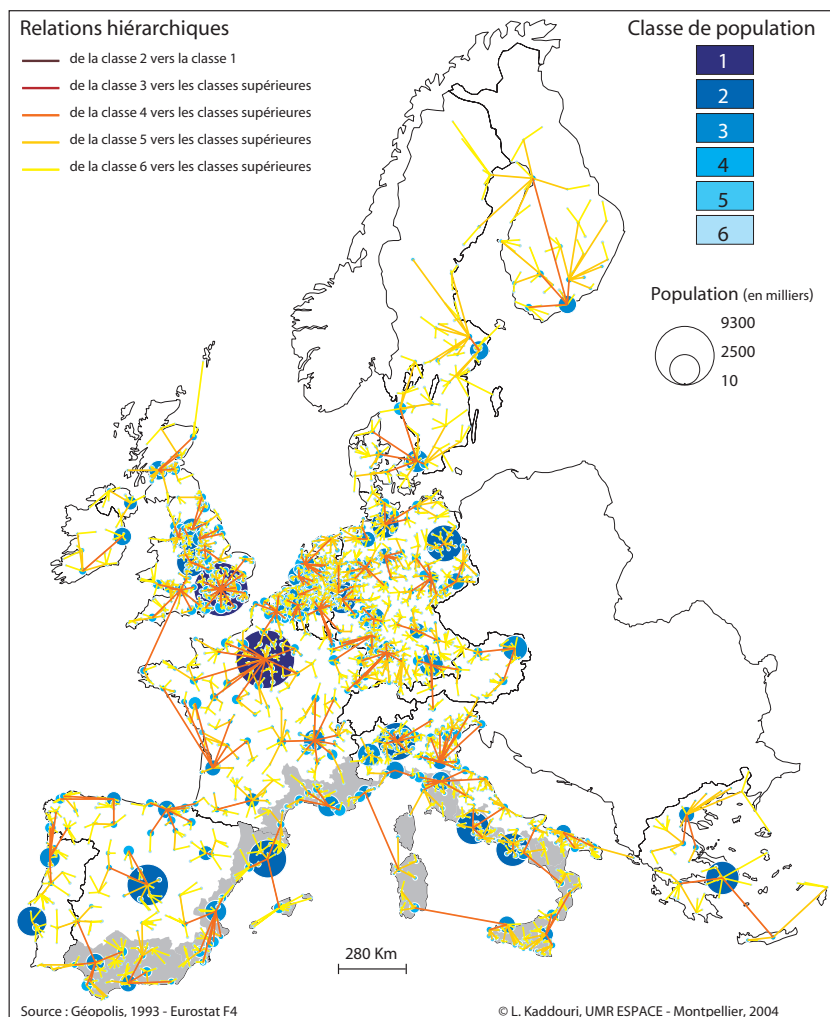 Relations hiérarchiques
de la classe 2 vers la classe 1
de la classe 3 vers les classes supérieures
de la classe 4 vers les classes supérieures
de la classe 5 vers les classes supérieures
de la classe 6 vers les classes supérieures
Classe de population
1
2
3
4
5
6
Population (en milliers)
9300
2500
10
280 Km
Source : Géopolis, 1993 - Eurostat F4
© L. Kaddouri, UMR ESPACE - Montpellier, 2004